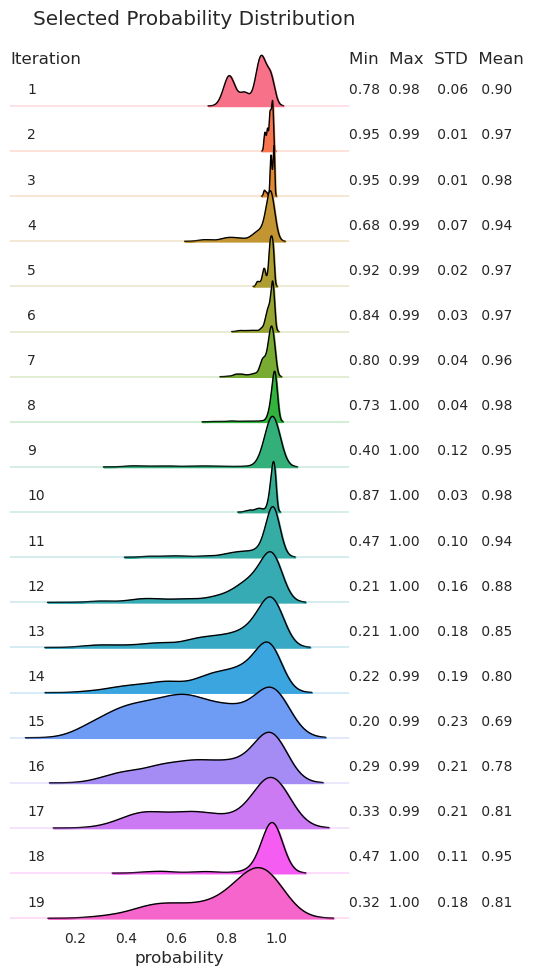 Selected Probability Distribution
Iteration Min Max STD Mean
1 0.78 0.98 0.06 0.90
2 0.95 0.99 0.01 0.97
3 0.95 0.99 0.01 0.98
4 0.68 0.99 0.07 0.94
5 0.92 0.99 0.02 0.97
6 0.84 0.99 0.03 0.97
7 0.80 0.99 0.04 0.96
8 0.73 1.00 0.04 0.98
9 0.40 1.00 0.12 0.95
10 0.87 1.00 0.03 0.98
11 0.47 1.00 0.10 0.94
12 0.21 1.00 0.16 0.88
13 0.21 1.00 0.18 0.85
14 0.22 0.99 0.19 0.80
15 0.20 0.99 0.23 0.69
16 0.29 0.99 0.21 0.78
17 0.33 0.99 0.21 0.81
18 0.47 1.00 0.11 0.95
19 0.32 1.00 0.18 0.81
0.2 0.4 0.6 0.8 1.0
probability